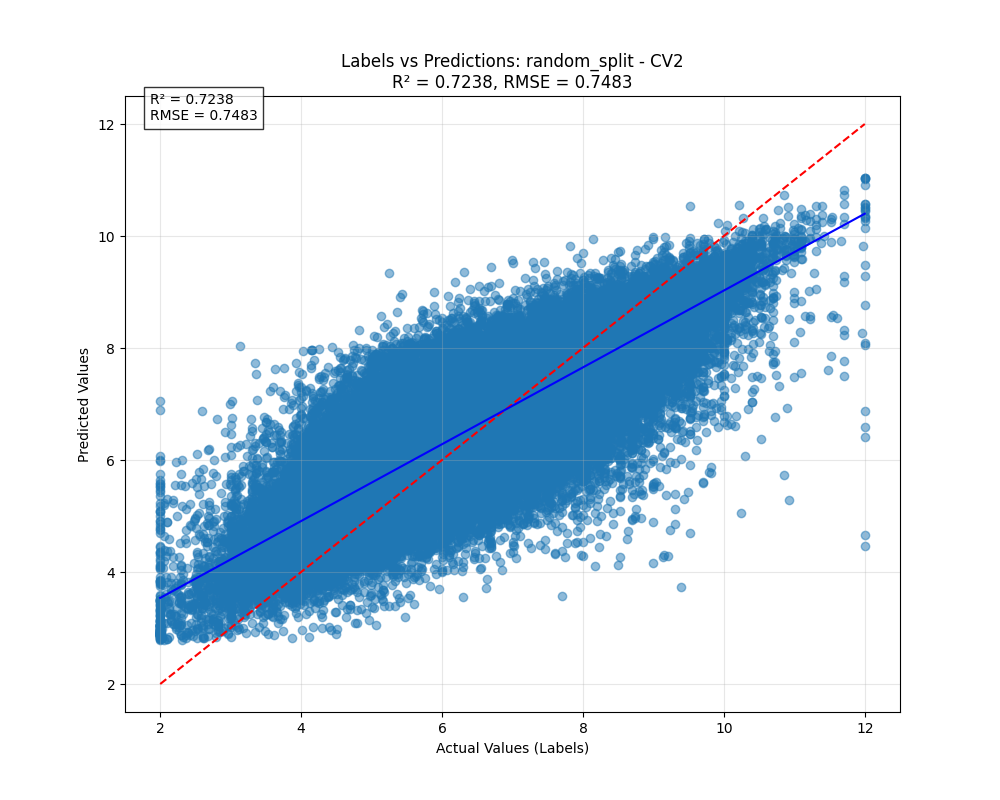 Labels vs Predictions: random_split - CV2
R² = 0.7238, RMSE = 0.7483
R² = 0.7238
RMSE = 0.7483
12
10
8
6
4
2
Predicted Values
2 4 6 8 10 12
Actual Values (Labels)